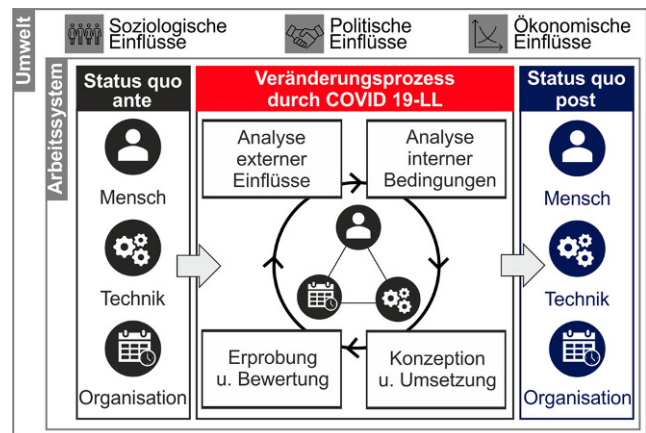 Umwelt
Soziologische
Einflüsse
Politische
Einflüsse
Ökonomische
Einflüsse
Arbeitssystem
Status quo
ante
Mensch
Technik
Organisation
Veränderungsprozess
durch COVID 19-LL
Analyse
externer
Einflüsse
Analyse
interner
Bedingungen
Erprobung
u. Bewertung
Konzeption
u. Umsetzung
Status quo
post
Mensch
Technik
Organisation